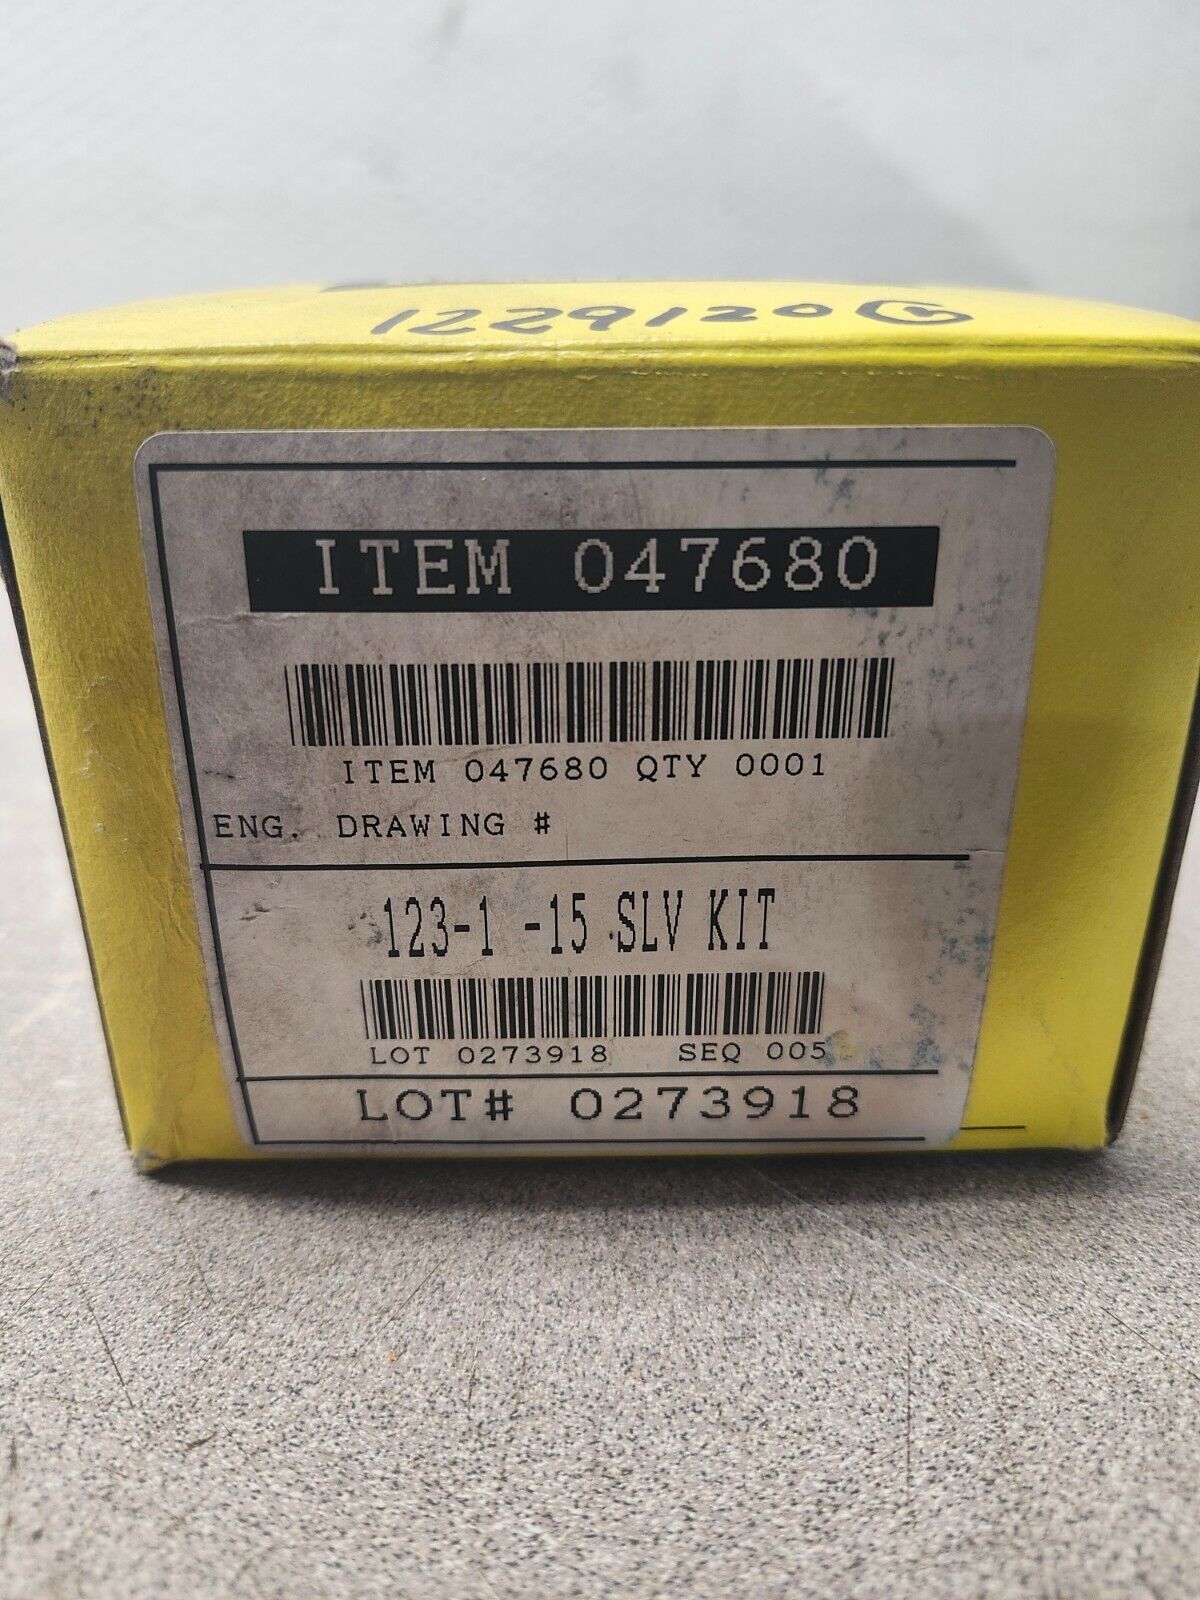 1229120
ITEM 047680
ITEM 047680 QTY 0001
ENG. DRAWING #
123-1 -15 SLV KIT
LOT 0273918 SEQ 005
LOT# 0273918